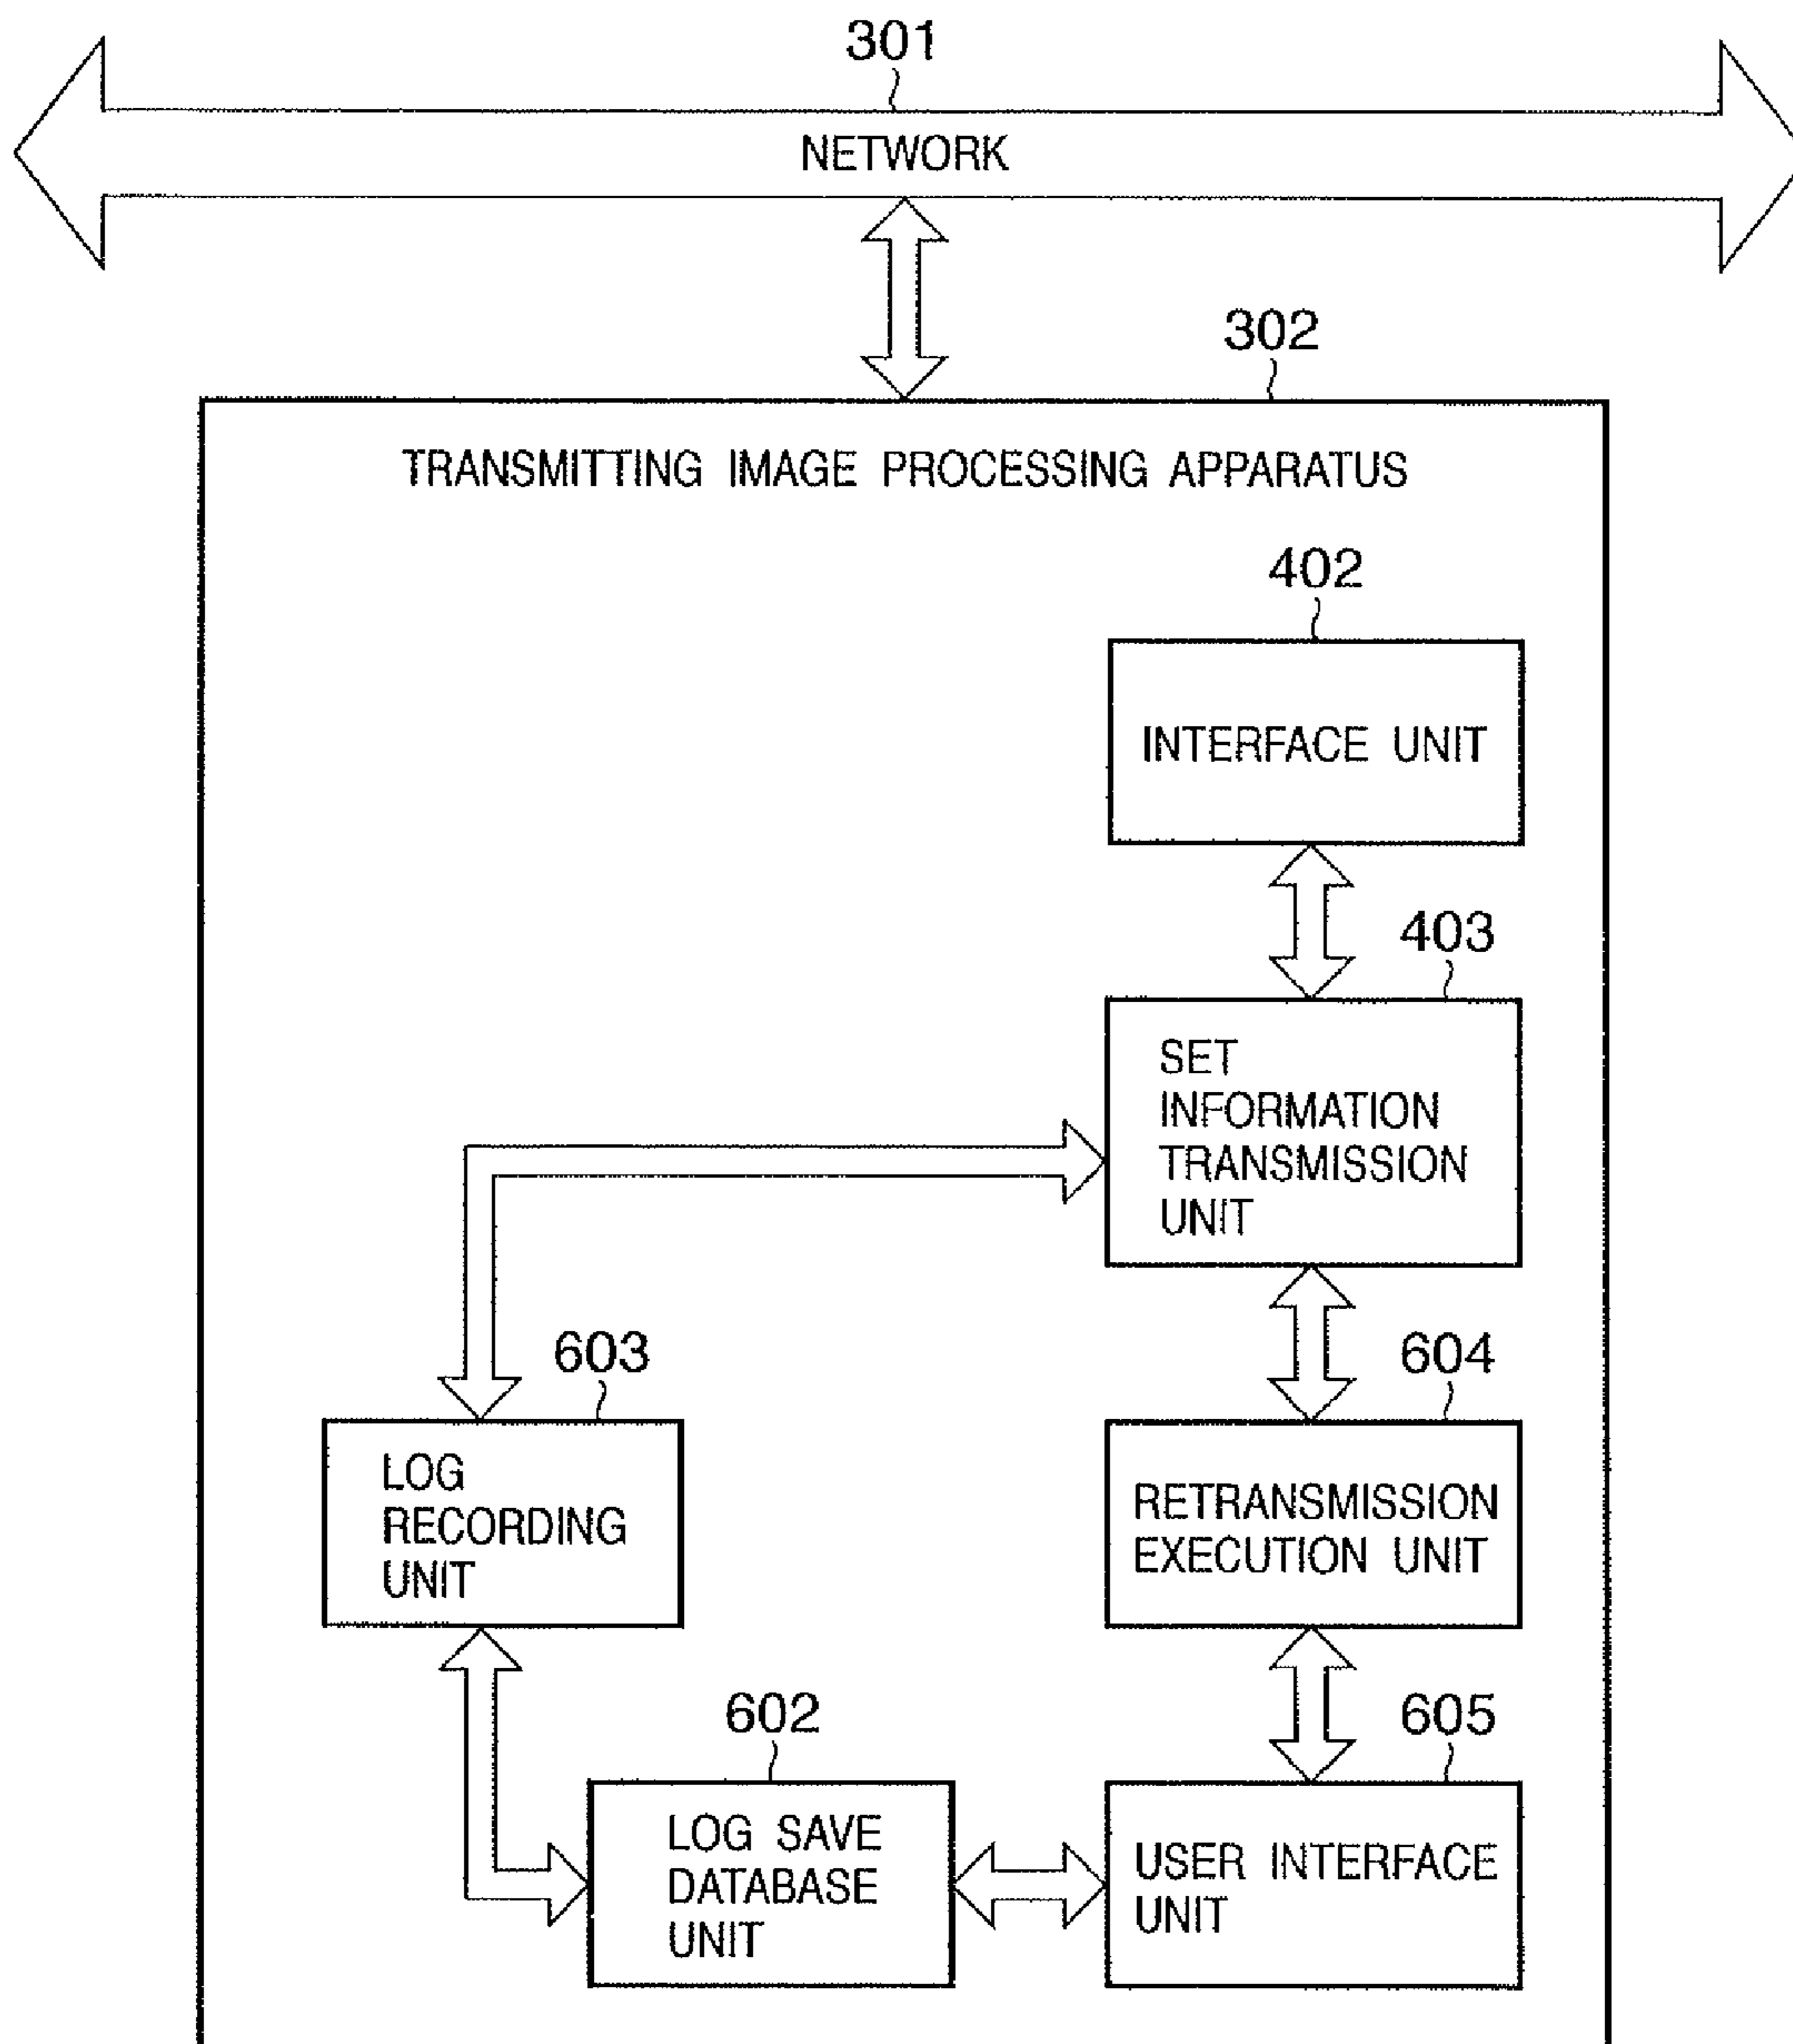 301
NETWORK
302
TRANSMITTING IMAGE PROCESSING APPARATUS
402
INTERFACE UNIT
403
SET
INFORMATION
TRANSMISSION
UNIT
603
LOG
RECORDING
UNIT
604
RETRANSMISSION
EXECUTION UNIT
602
LOG SAVE
DATABASE
UNIT
605
USER INTERFACE
UNIT